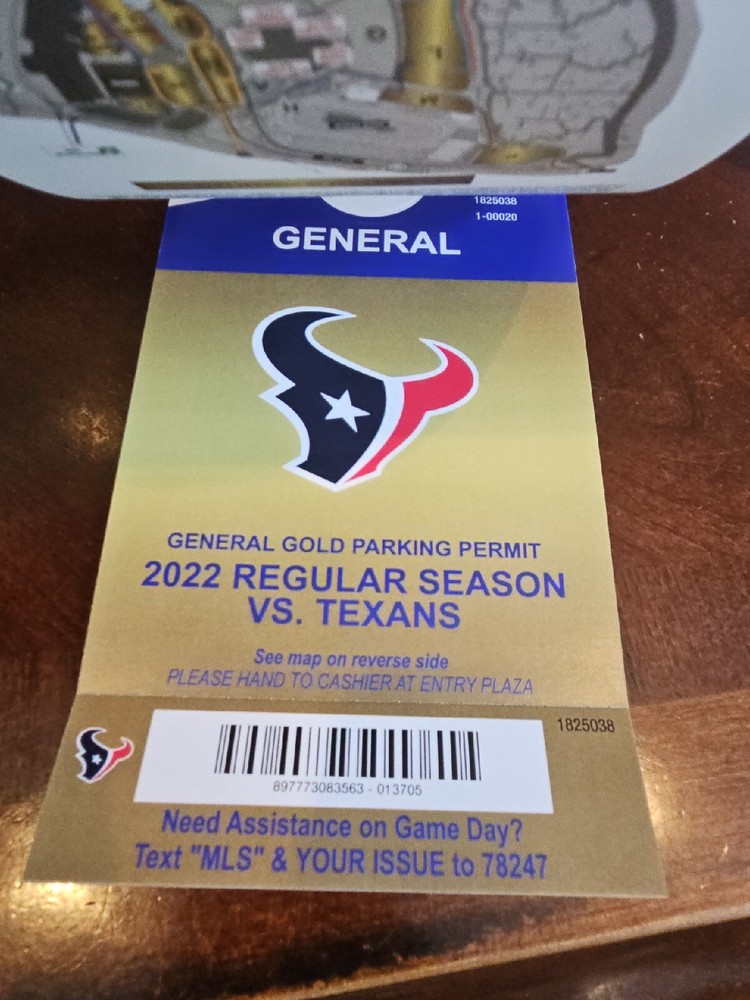 1825038
1-00020
GENERAL
GENERAL GOLD PARKING PERMIT
2022 REGULAR SEASON
VS. TEXANS
See map on reverse side
PLEASE HAND TO CASHIER AT ENTRY PLAZA
1825038
897773083563 - 013705
Need Assistance on Game Day?
Text "MLS" & YOUR ISSUE to 78247